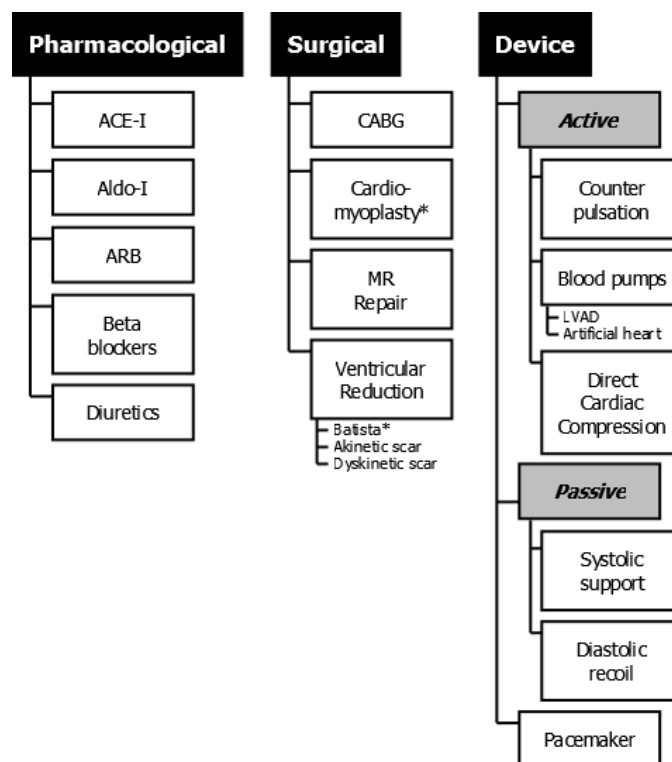 Pharmacological
ACE-I
Aldo-I
ARB
Beta
blockers
Diuretics
Surgical
CABG
Cardio-
myoplasty*
MR
Repair
Ventricular
Reduction
Batista*
Akinetic scar
Dyskinetic scar
Device
Active
Counter
pulsation
Blood pumps
LVAD
Artificial heart
Direct
Cardiac
Compression
Passive
Systolic
support
Diastolic
recoil
Pacemaker